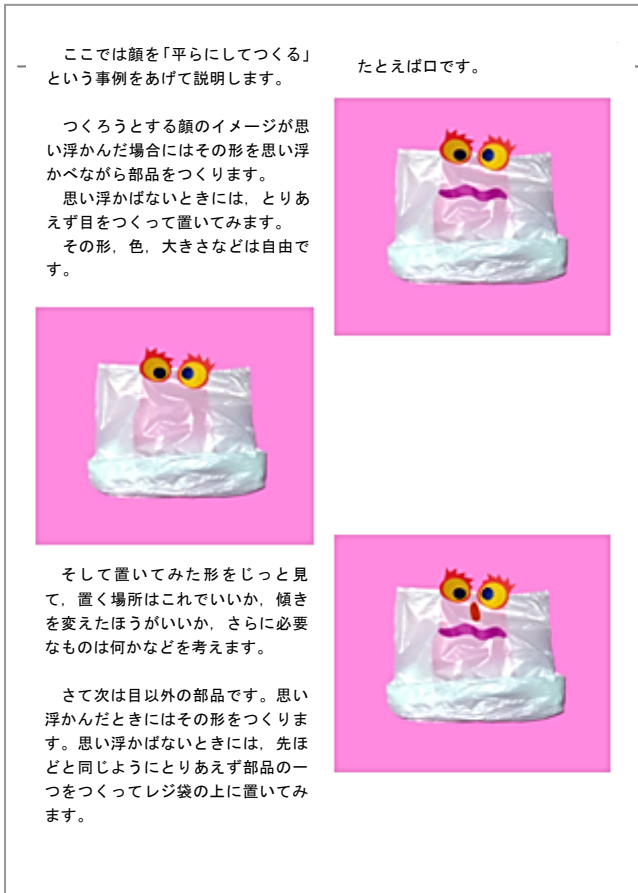 ここでは顔を「平らにしてつくる」
という事例をあげて説明します。
つくろうとする顔のイメージが思
い浮かんだ場合にはその形を思い浮
かべながら部品をつくります。
思い浮かばないときには，とりあ
えず目をつくって置いてみます。
その形，色，大きさなどは自由で
す。
そして置いてみた形をじっと見
て，置く場所はこれでいいか，傾き
を変えたほうがいいか，さらに必要
なものは何かなどを考えます。
さて次は目以外の部品です。思い
浮かんだときにはその形をつくりま
す。思い浮かばないときには，先ほ
どと同じようにとりあえず部品の一
つをつくってレジ袋の上に置いてみ
ます。
たとえば口です。